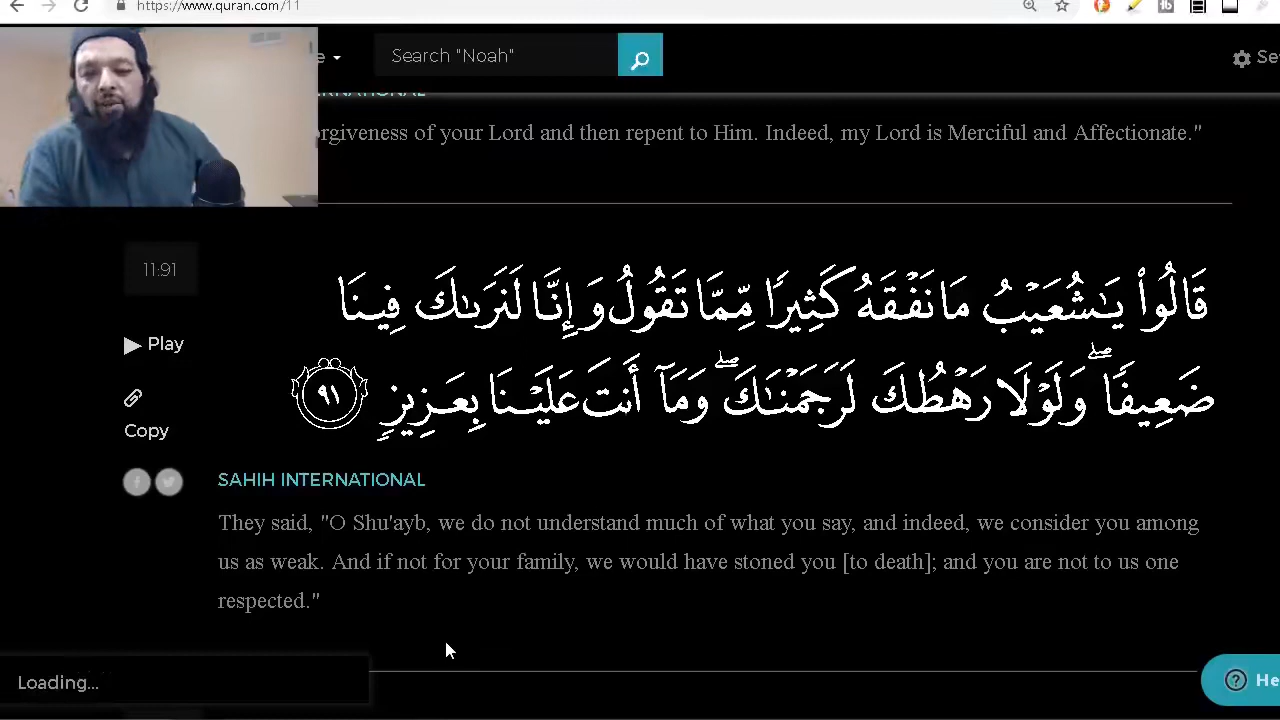 https://www.quran.com/11
Search "Noah"
of your Lord and then repent to Him. Indeed, my Lord is Merciful and Affectionate."
11:91
قَالُوا۟ يَـٰشُعَيْبُ مَا نَفْقَهُ كَثِيرًا مِّمَّا تَقُولُ وَإِنَّا لَنَرَىٰكَ فِينَا
ضَعِيفًا ۖ وَلَوْلَا رَهْطُكَ لَرَجَمْنَـٰكَ ۖ وَمَآ أَنتَ عَلَيْنَا بِعَزِيزٍ ٩١
Play
Copy
SAHIH INTERNATIONAL
They said, "O Shu'ayb, we do not understand much of what you say, and indeed, we consider you among
us as weak. And if not for your family, we would have stoned you [to death]; and you are not to us one
respected."
Loading...